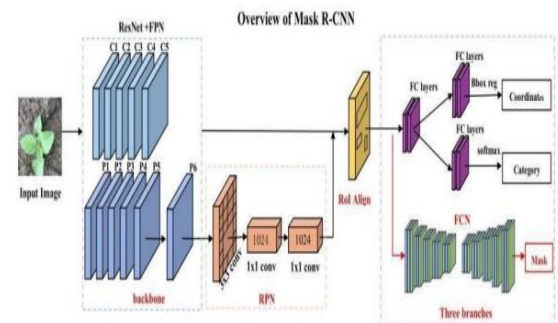 Overview of Mask R-CNN
ResNet +FPN
C1 C2 C3 C4 C5
Input Image
P1 P2 P3 P4 P5
P6
backbone
3x3 conv
1024
1x1 conv
1024
1x1 conv
RPN
RoI Align
FC layers
FC layers
Bbox reg
Coordinates
FC layers
softmax
Category
FCN
Mask
Three branches